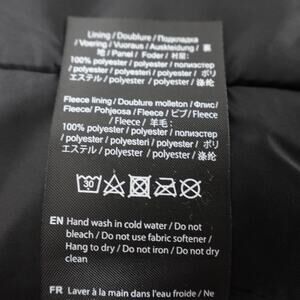 Lining / Doublure / Подкладка
/ Voering / Vuoraus / Auskleidung / 裏
地 / Panel / Foder / 衬层:
100% polyester / polyester / полиэстер
/ polyester / polyesteri / polyester / ポリ
エステル / polyester / polyester / 涤纶
Fleece lining / Doublure molleton / Флис/
Fleece/ Pohjeosa / Fleece / ピブ / Fleece
/ Fleece / 羊毛:
100% polyester / polyester / полиэстер
/ polyester / polyesteri / polyester / ポリ
エステル / polyester / polyester / 涤纶
30
EN Hand wash in cold water / Do not
bleach / Do not use fabric softener /
Hang to dry / Do not iron / Do not dry
clean
FR Laver à la main dans l'eau froide / Ne